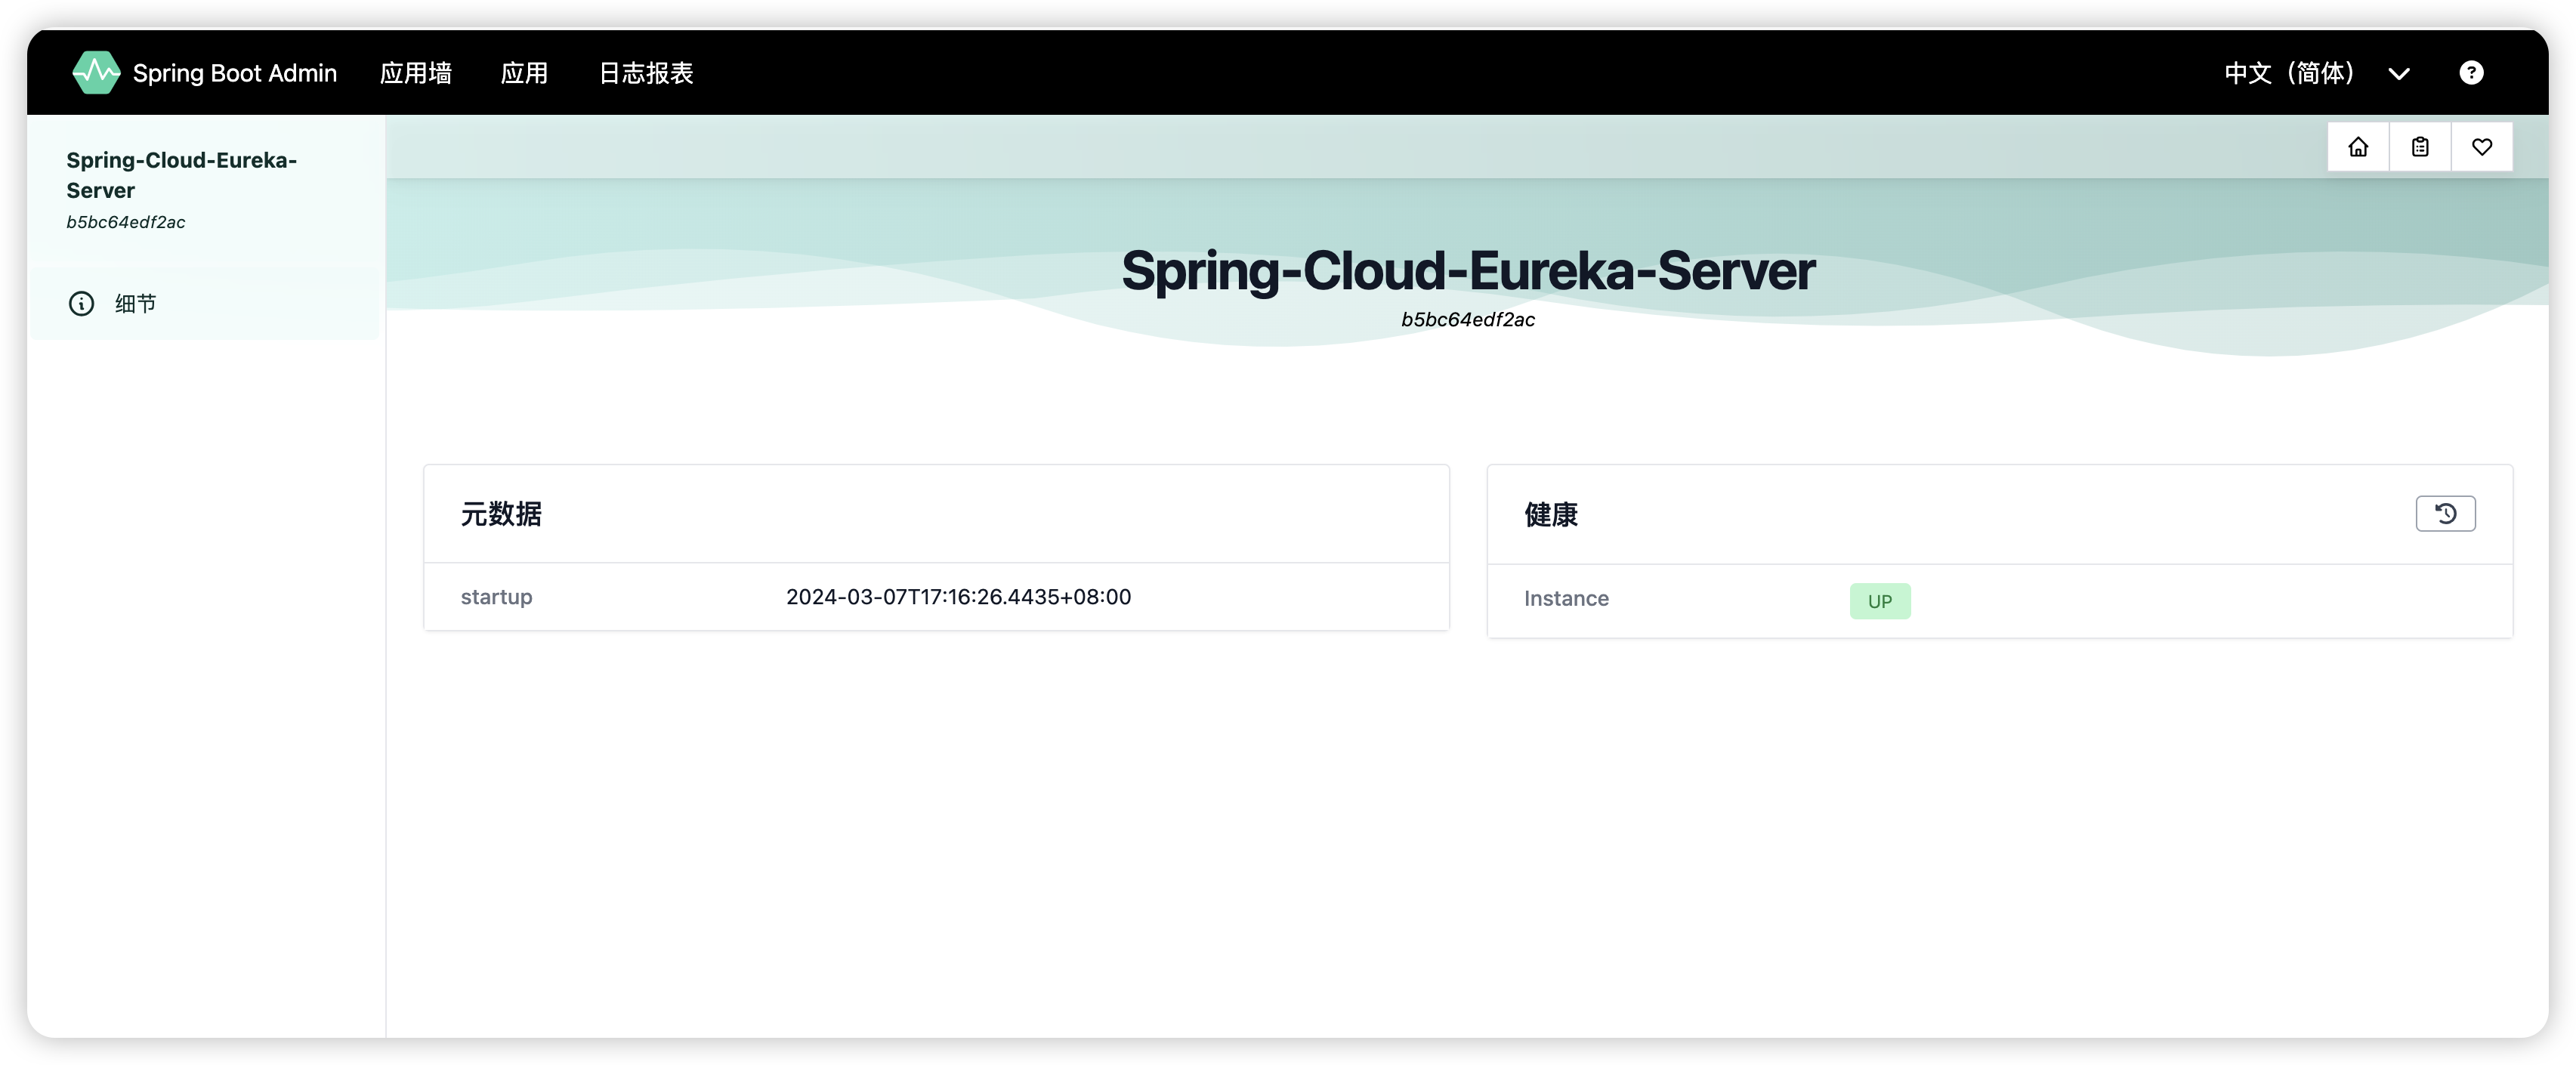 Spring Boot Admin 应用墙 应用 日志报表 中文（简体）
Spring-Cloud-Eureka-
Server
b5bc64edf2ac
细节
Spring-Cloud-Eureka-Server
b5bc64edf2ac
元数据
startup 2024-03-07T17:16:26.4435+08:00
健康
Instance UP